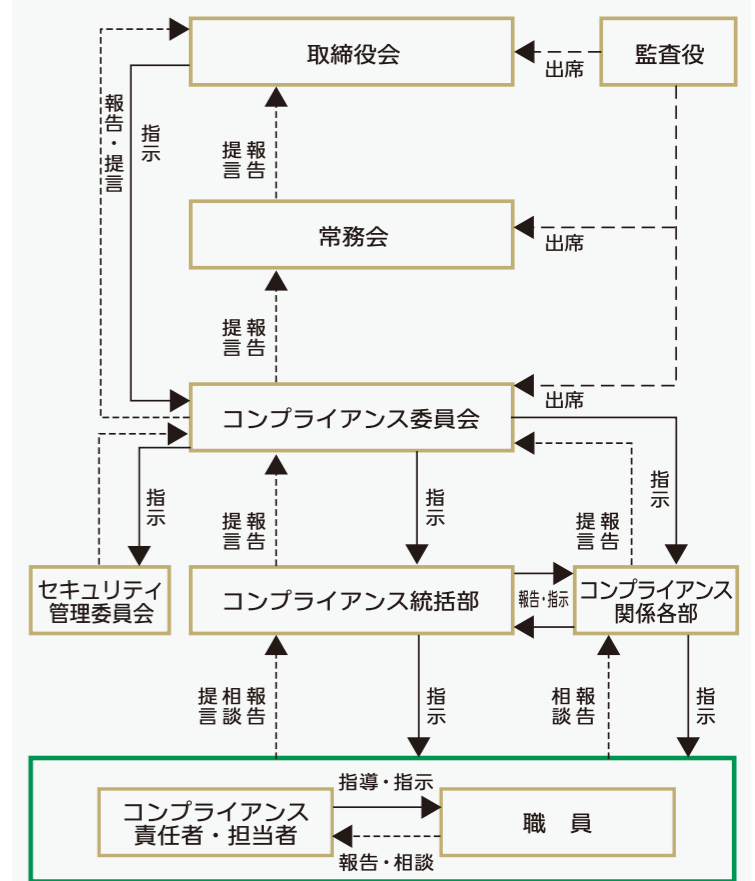 取締役会
監査役
出席
報告・提言
指示
報告
提言
常務会
出席
報告
提言
出席
コンプライアンス委員会
指示
報告
提言
指示
報告
提言
指示
セキュリティ
管理委員会
コンプライアンス統括部
報告・指示
コンプライアンス
関係各部
報告
相談
提言
指示
報告
相談
指示
コンプライアンス
責任者・担当者
指導・指示
職　員
報告・相談